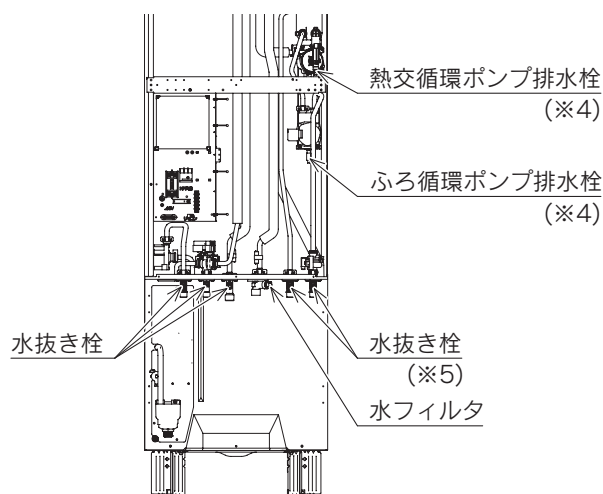 熱交循環ポンプ排水栓
(※4)
ふろ循環ポンプ排水栓
(※4)
水抜き栓
水抜き栓
(※5)
水フィルタ